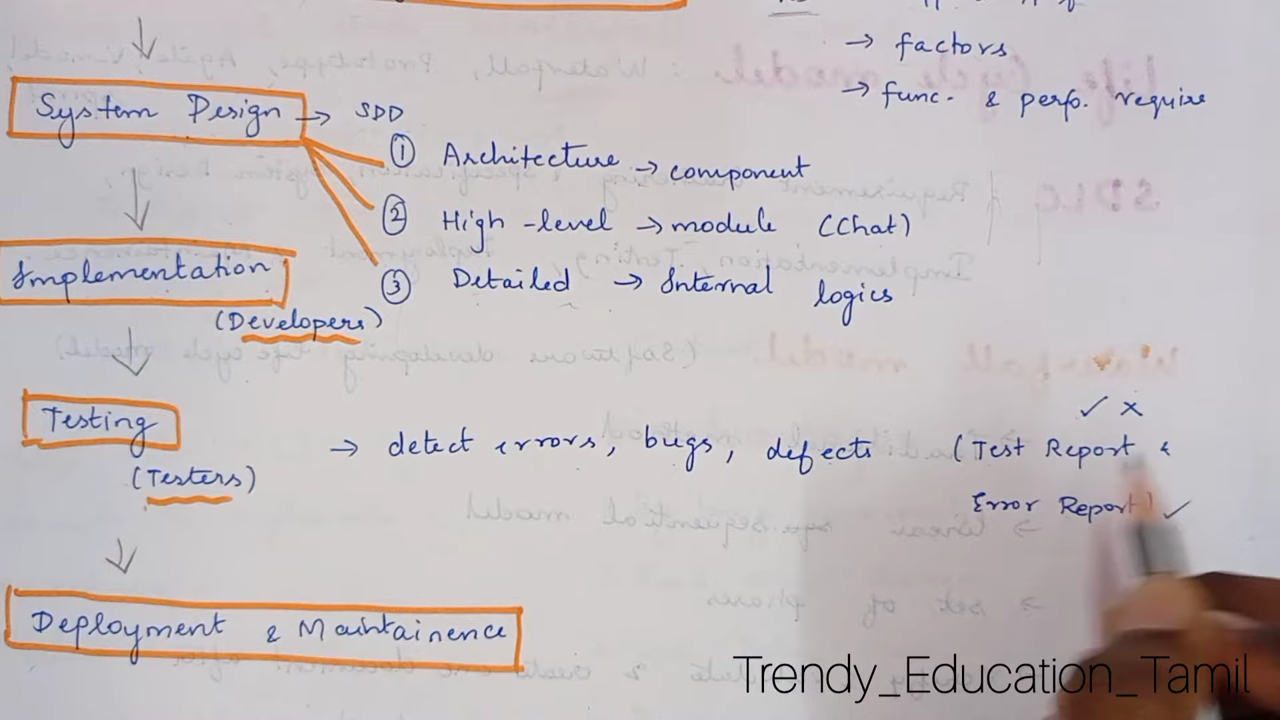 → factors
→ func. & perfo. require
System Design → SDD
① Architecture → component
② High-level → module (Chat)
③ Detailed → Internal logics
Implementation
(Developers)
✓ x
Testing → detect errors, bugs, defects (Test Report &
(Testers) Error Report) ✓
Deployment & Maintainence
Trendy_Education_Tamil